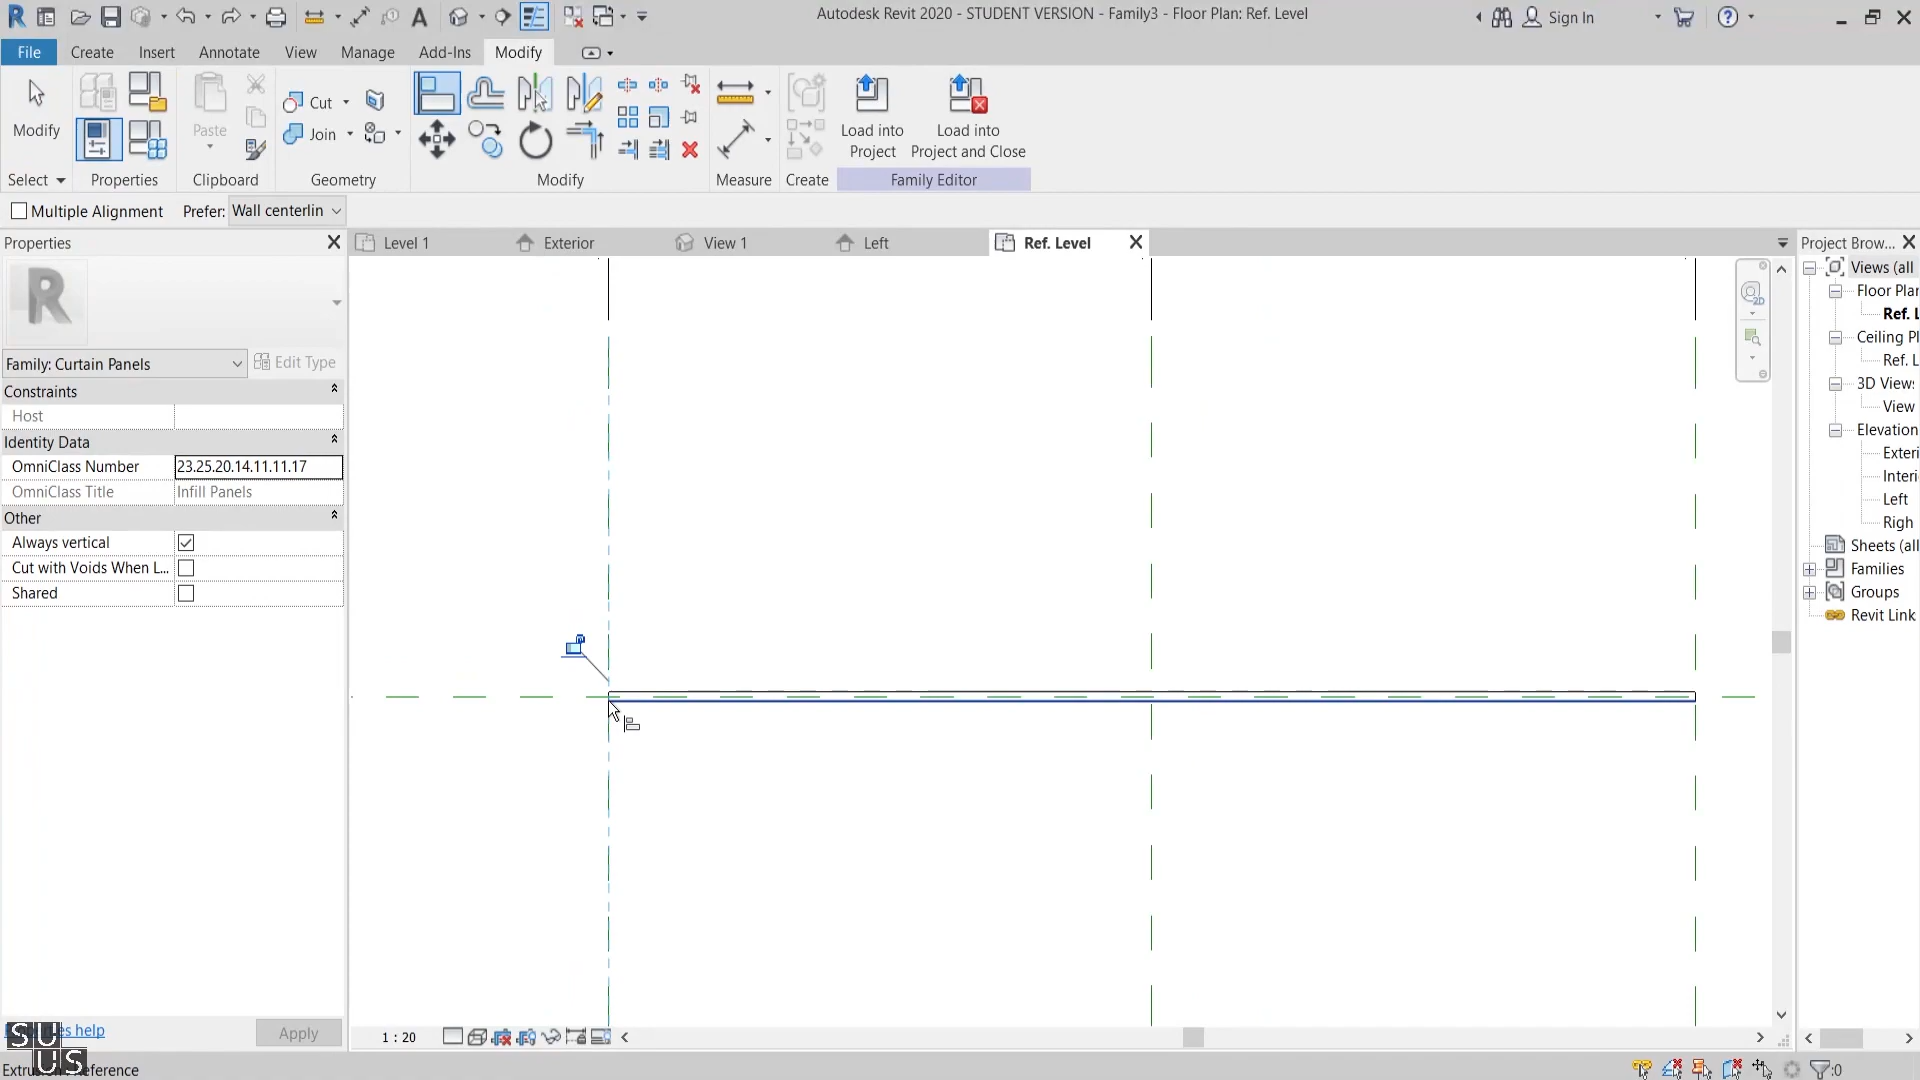 Autodesk Revit 2020 - STUDENT VERSION - Family3 - Floor Plan: Ref. Level
Sign In
File Create Insert Annotate View Manage Add-Ins Modify
Modify
Paste
Cut
Join
Load into Project
Load into Project and Close
Select Properties Clipboard Geometry Modify Measure Create Family Editor
Multiple Alignment Prefer: Wall centerlin
Properties
Level 1 Exterior View 1 Left Ref. Level
Project Brow...
R
Family: Curtain Panels Edit Type
Constraints
Host
Identity Data
OmniClass Number 23.25.20.14.11.11.17
OmniClass Title Infill Panels
Other
Always vertical
Cut with Voids When L...
Shared
Views (all
Floor Plar
Ref. L
Ceiling Pl
Ref. L
3D Views
View
Elevation
Exteri
Interi
Left
Righ
Sheets (all
Families
Groups
Revit Link
es help
Apply
SU
US
1 : 20
:0